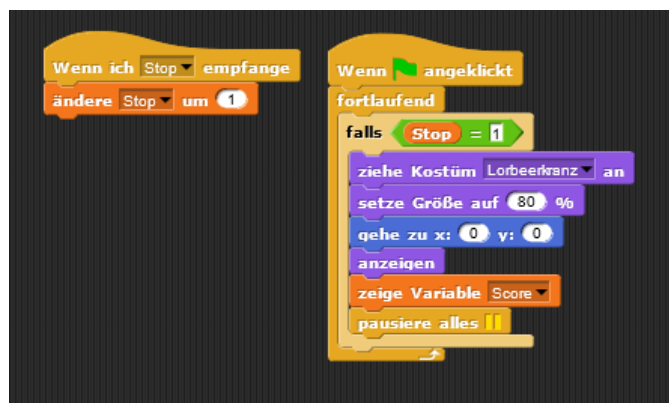 Wenn ich Stop empfange
ändere Stop um 1
Wenn angeklickt
fortlaufend
falls Stop = 1
ziehe Kostüm Lorbeerkranz an
setze Größe auf 80 %
gehe zu x: 0 y: 0
anzeigen
zeige Variable Score
pausiere alles